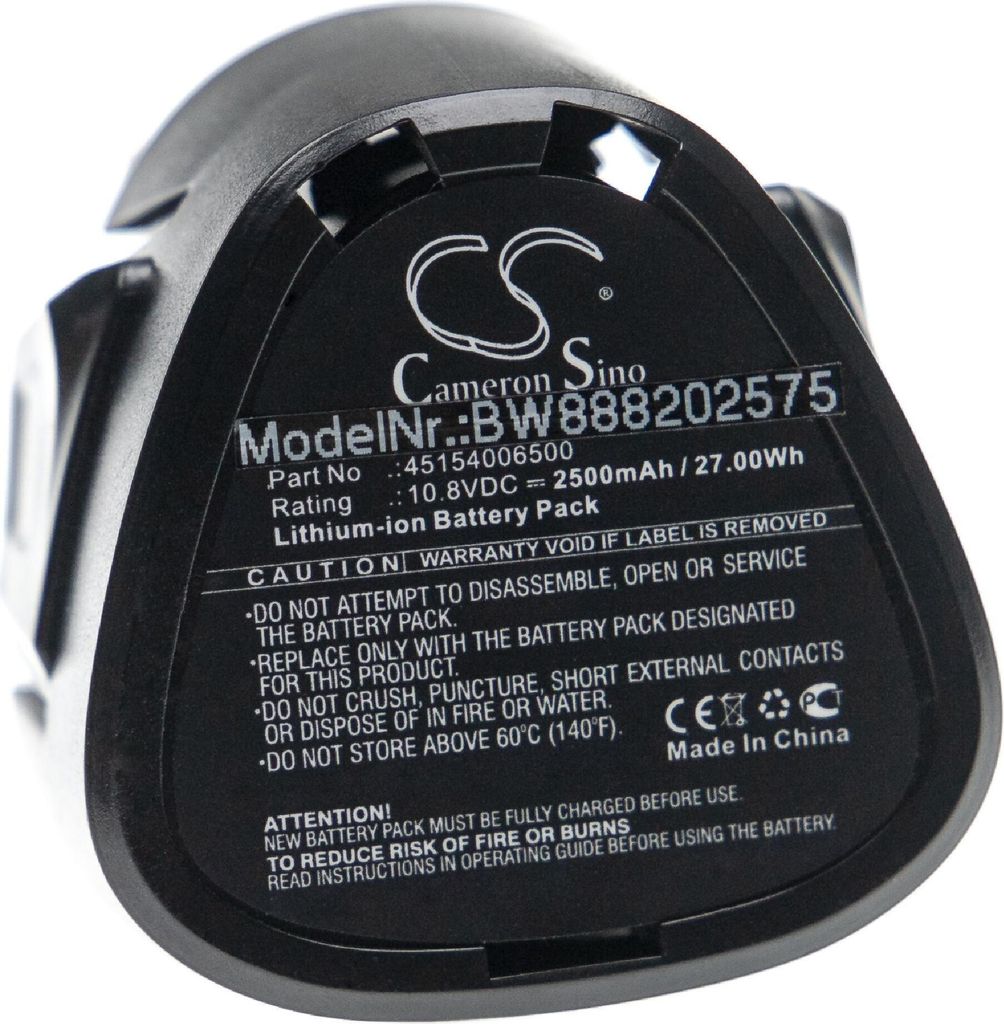 CS ®
Cameron Sino
ModelNr.:BW888202575
Part No .:45154006500
Rating .:10.8VDC ⎓ 2500mAh / 27.00Wh
Lithium-ion Battery Pack
CAUTION WARRANTY VOID IF LABEL IS REMOVED
•DO NOT ATTEMPT TO DISASSEMBLE, OPEN OR SERVICE
THE BATTERY PACK.
•REPLACE ONLY WITH THE BATTERY PACK DESIGNATED
FOR THIS PRODUCT.
•DO NOT CRUSH, PUNCTURE, SHORT EXTERNAL CONTACTS
OR DISPOSE OF IN FIRE OR WATER.
•DO NOT STORE ABOVE 60°C (140°F).
CE PCT
Made In China
ATTENTION!
NEW BATTERY PACK MUST BE FULLY CHARGED BEFORE USE.
TO REDUCE RISK OF FIRE OR BURNS
READ INSTRUCTIONS IN OPERATING GUIDE BEFORE USING THE BATTERY.